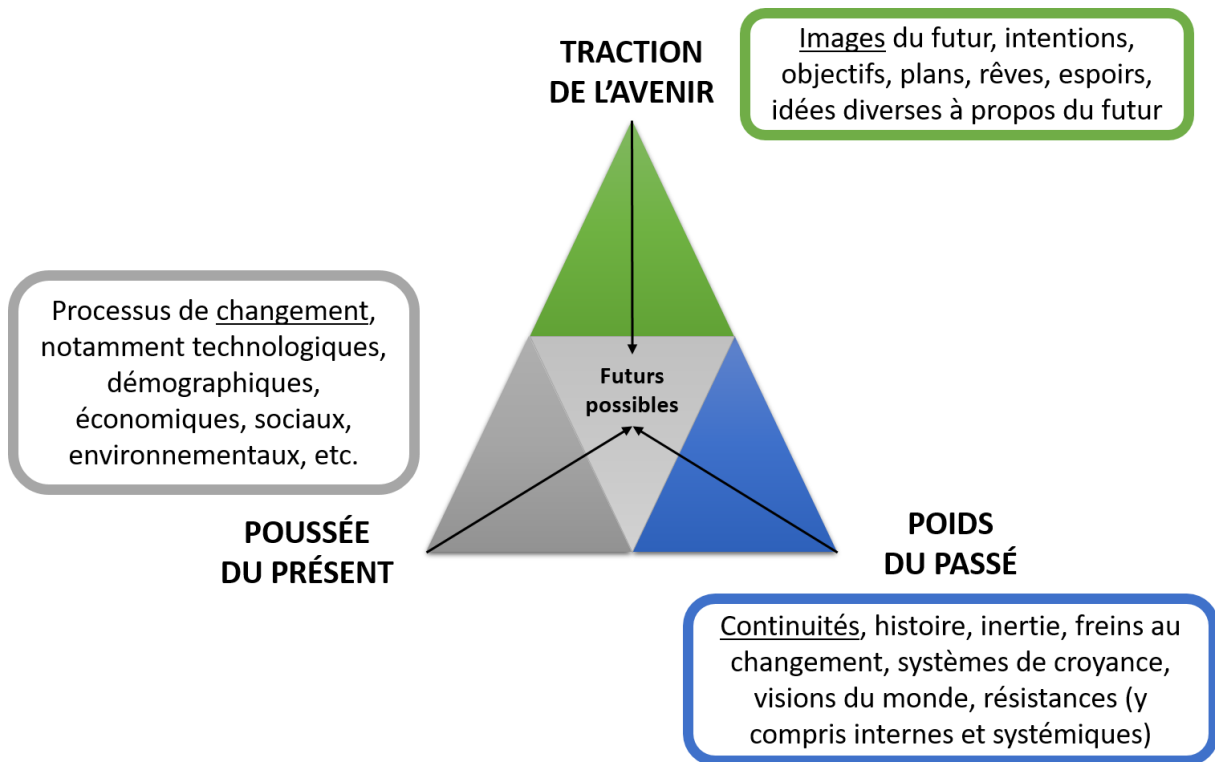 TRACTION
DE L'AVENIR
Images du futur, intentions,
objectifs, plans, rêves, espoirs,
idées diverses à propos du futur
Processus de changement,
notamment technologiques,
démographiques,
économiques, sociaux,
environnementaux, etc.
Futurs
possibles
POUSSÉE
DU PRÉSENT
POIDS
DU PASSÉ
Continuités, histoire, inertie, freins au
changement, systèmes de croyance,
visions du monde, résistances (y
compris internes et systémiques)